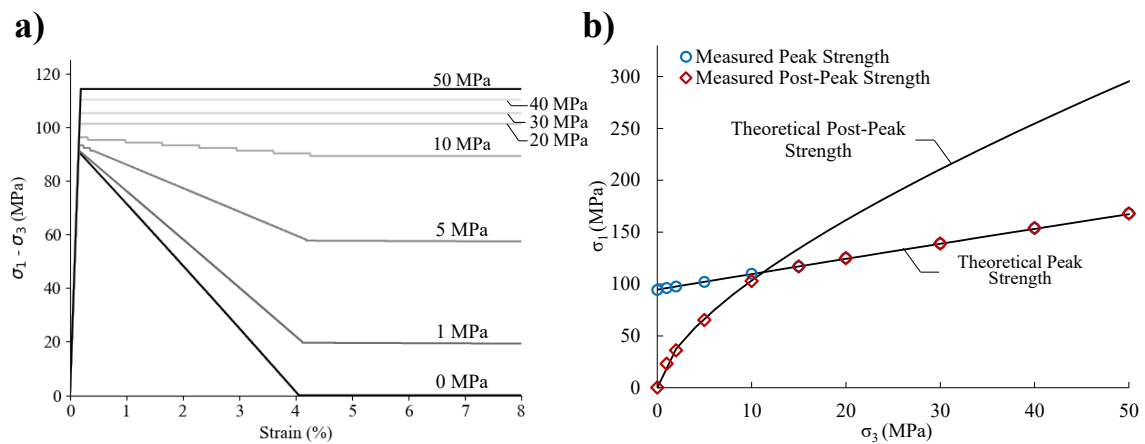 a)
σ1 - σ3 (MPa)
120
100
80
60
40
20
0
50 MPa
40 MPa
30 MPa
20 MPa
10 MPa
5 MPa
1 MPa
0 MPa
0 1 2 3 4 5 6 7 8
Strain (%)
b)
σ1 (MPa)
300
250
200
150
100
50
0
Measured Peak Strength
Measured Post-Peak Strength
Theoretical Post-Peak
Strength
Theoretical Peak
Strength
0 10 20 30 40 50
σ3 (MPa)